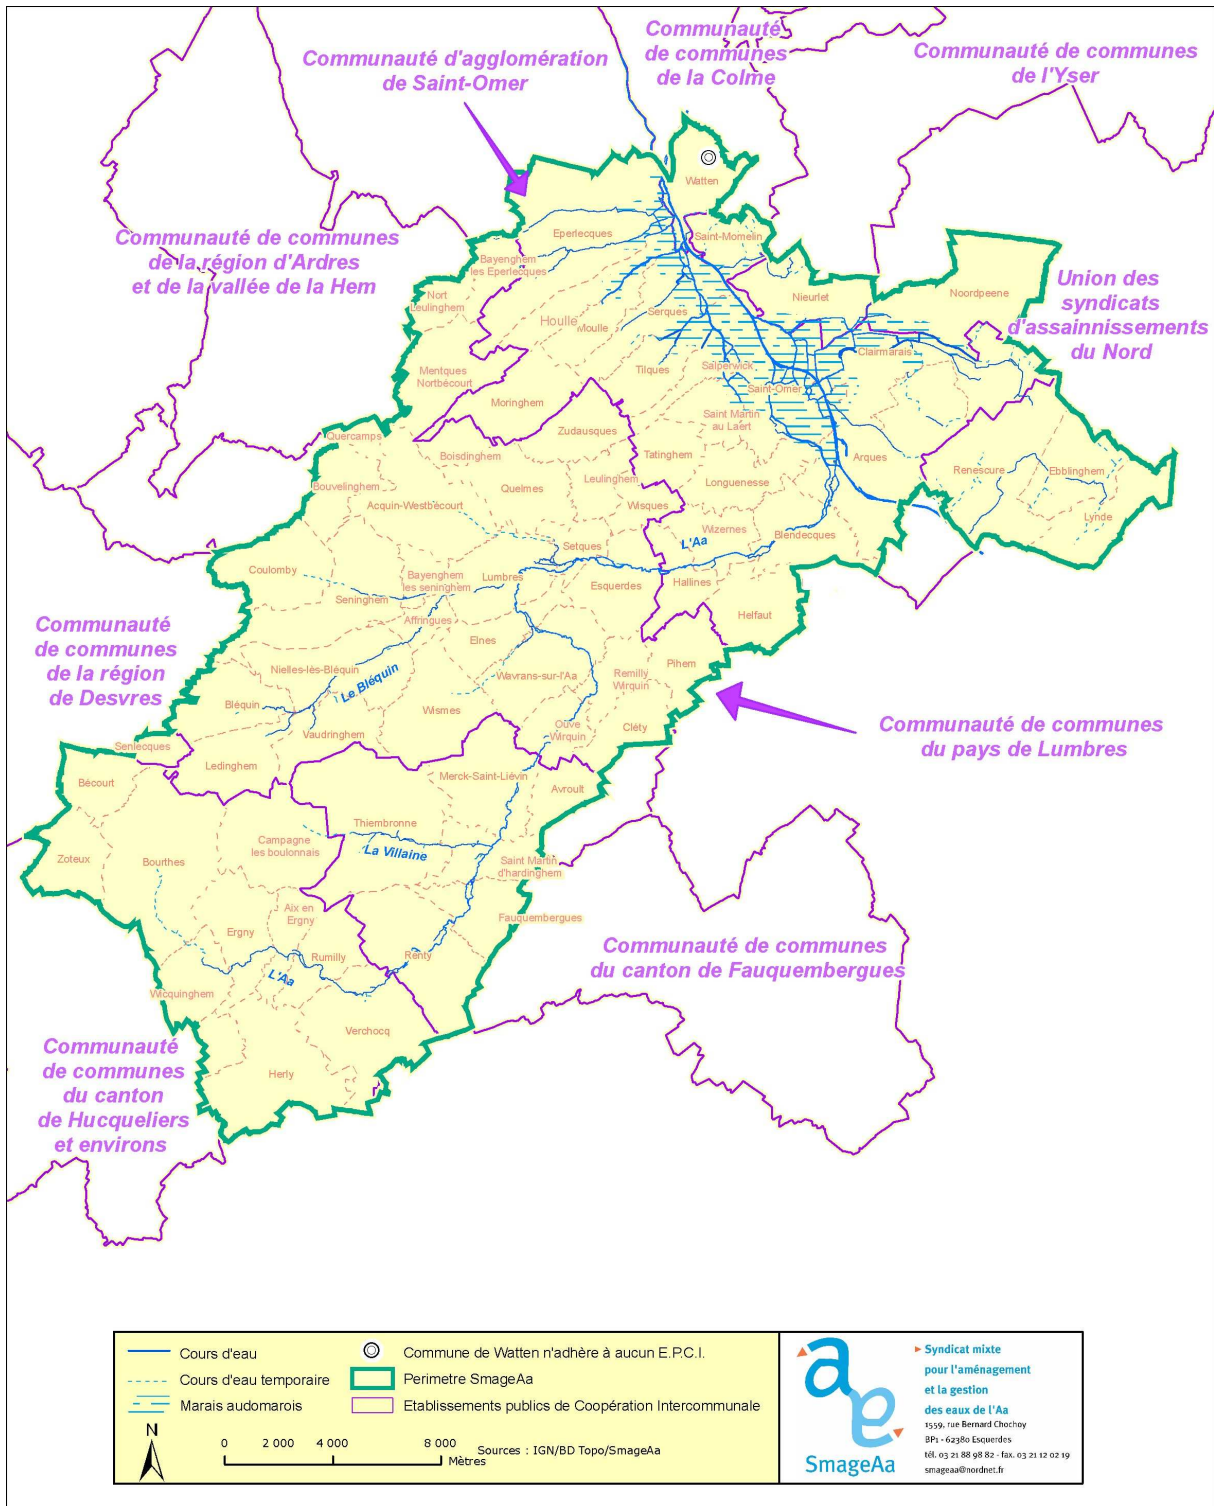 Communauté d'agglomération
de Saint-Omer
Communauté
de communes
de la Colme
Communauté de communes
de l'Yser
Communauté de communes
de la région d'Ardres
et de la vallée de la Hem
Union des
syndicats
d'assainnissements
du Nord
Watten
Saint-Momelin
Eperlecques
Bayenghem
les Eperlecques
Nort
Leulinghem
Nieurlet
Noordpeene
Serques
Houlle
Moulle
Clairmarais
Mentques
Nortbécourt
Tilques
Salperwick
Saint-Omer
Moringhem
Saint Martin
au Laërt
Quercamps
Zudausques
Boisdinghem
Tatinghem
Arques
Renescure
Ebblinghem
Lynde
Bouvelinghem
Quelmes
Leulinghem
Longuenesse
Acquin-Westbécourt
Wisques
Wizernes
L'Aa
Blendecques
Setques
Coulomby
Bayenghem
les seninghem
Lumbres
Esquerdes
Hallines
Seninghem
Affringues
Helfaut
Elnes
Communauté
de communes
de la région
de Desvres
Nielles-lès-Bléquin
Le Bléquin
Wavrans-sur-l'Aa
Remilly
Wirquin
Pihem
Bléquin
Wismes
Ouve
Wirquin
Cléty
Vaudringhem
Communauté de communes
du pays de Lumbres
Senlecques
Ledinghem
Bécourt
Merck-Saint-Liévin
Avroult
Thiembronne
La Villaine
Campagne
les boulonnais
Zoteux
Bourthes
Saint Martin
d'hardinghem
Aix en
Ergny
Ergny
Fauquembergues
Rumilly
Renty
L'Aa
Wicquinghem
Communauté de communes
du canton de Fauquembergues
Verchocq
Herly
Communauté
de communes
du canton
de Hucqueliers
et environs
Cours d'eau
Cours d'eau temporaire
Marais audomarois
Commune de Watten n'adhère à aucun E.P.C.I.
Perimetre SmageAa
Etablissements publics de Coopération Intercommunale
N
0 2 000 4 000 8 000
Mètres
Sources : IGN/BD Topo/SmageAa
SmageAa
Syndicat mixte
pour l'aménagement
et la gestion
des eaux de l'Aa
1559, rue Bernard Chochoy
BP1 - 62380 Esquerdes
tél. 03 21 88 98 82 - fax. 03 21 12 02 19
smageaa@nordnet.fr